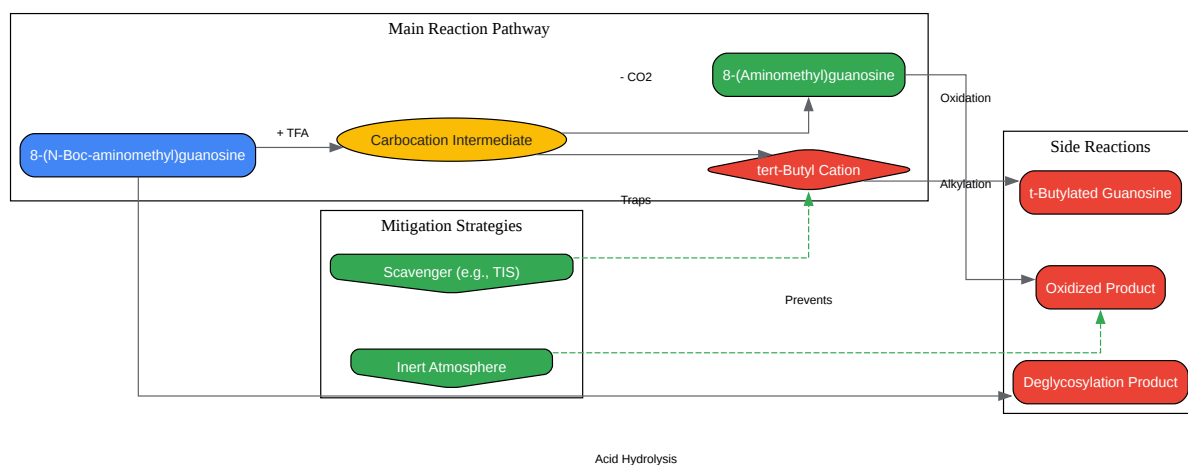 Main Reaction Pathway
8-(N-Boc-aminomethyl)guanosine
+ TFA
Carbocation Intermediate
- CO2
8-(Aminomethyl)guanosine
tert-Butyl Cation
Oxidation
Alkylation
Traps
Side Reactions
t-Butylated Guanosine
Oxidized Product
Deglycosylation Product
Mitigation Strategies
Scavenger (e.g., TIS)
Inert Atmosphere
Prevents
Acid Hydrolysis